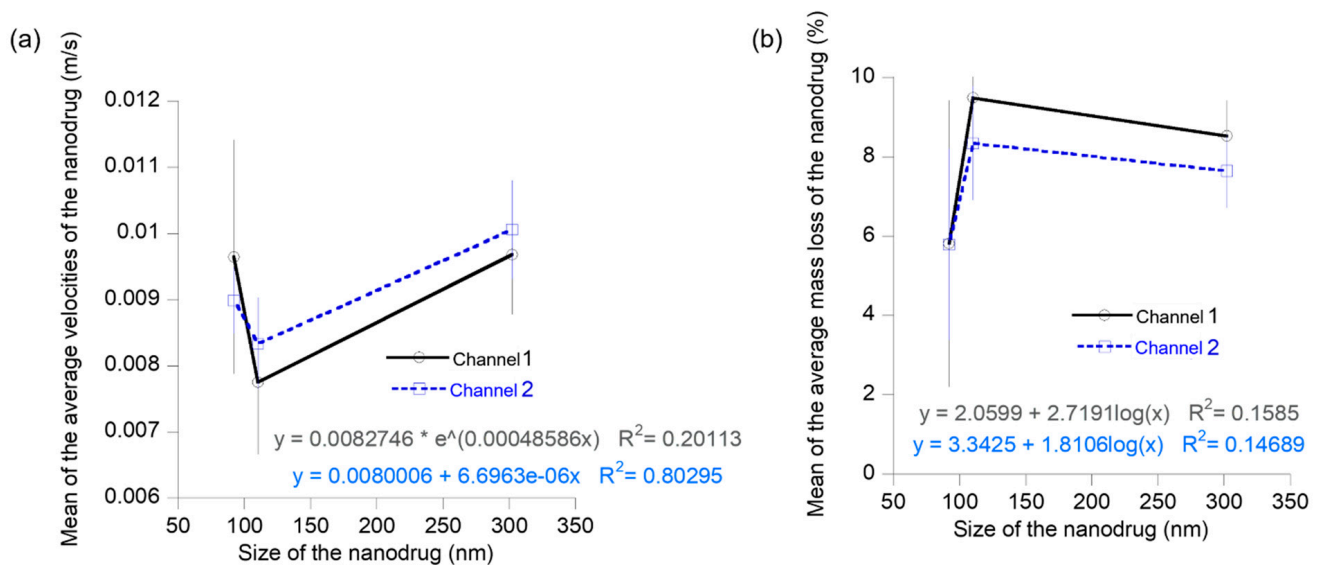 (a)
Mean of the average velocities of the nanodrug (m/s)
0.012
0.011
0.01
0.009
0.008
0.007
0.006
Channel 1
Channel 2
y = 0.0082746 * e^(0.00048586x) R²= 0.20113
y = 0.0080006 + 6.6963e-06x R²= 0.80295
50 100 150 200 250 300 350
Size of the nanodrug (nm)
(b)
Mean of the average mass loss of the nanodrug (%)
10
8
6
4
2
0
Channel 1
Channel 2
y = 2.0599 + 2.7191log(x) R²= 0.1585
y = 3.3425 + 1.8106log(x) R²= 0.14689
50 100 150 200 250 300 350
Size of the nanodrug (nm)